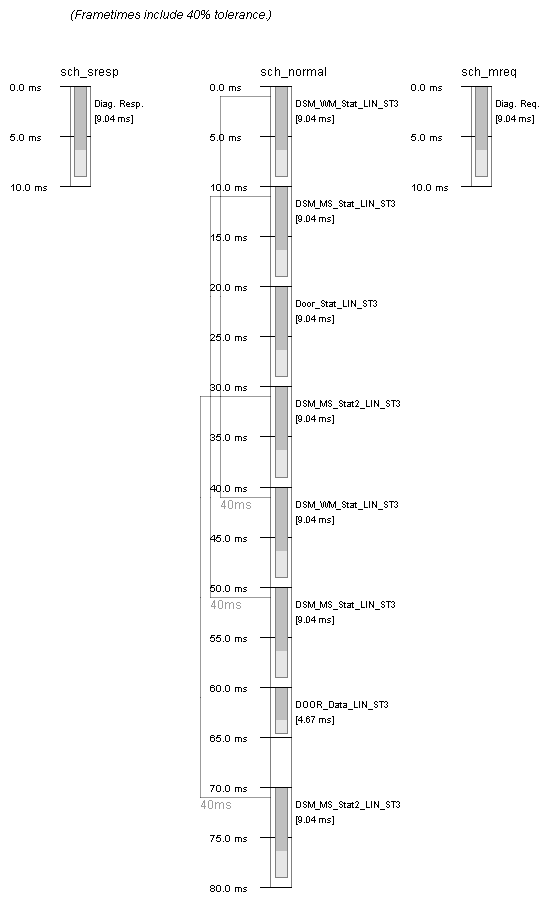 (Frametimes include 40% tolerance.)
sch_sresp
0.0 ms
Diag. Resp.
[9.04 ms]
5.0 ms
10.0 ms
sch_normal
0.0 ms
DSM_WM_Stat_LIN_ST3
[9.04 ms]
5.0 ms
10.0 ms
DSM_MS_Stat_LIN_ST3
[9.04 ms]
15.0 ms
20.0 ms
Door_Stat_LIN_ST3
[9.04 ms]
25.0 ms
30.0 ms
DSM_MS_Stat2_LIN_ST3
[9.04 ms]
35.0 ms
40.0 ms
40ms
DSM_WM_Stat_LIN_ST3
[9.04 ms]
45.0 ms
50.0 ms
40ms
DSM_MS_Stat_LIN_ST3
[9.04 ms]
55.0 ms
60.0 ms
DOOR_Data_LIN_ST3
[4.67 ms]
65.0 ms
70.0 ms
40ms
DSM_MS_Stat2_LIN_ST3
[9.04 ms]
75.0 ms
80.0 ms
sch_mreq
0.0 ms
Diag. Req.
[9.04 ms]
5.0 ms
10.0 ms